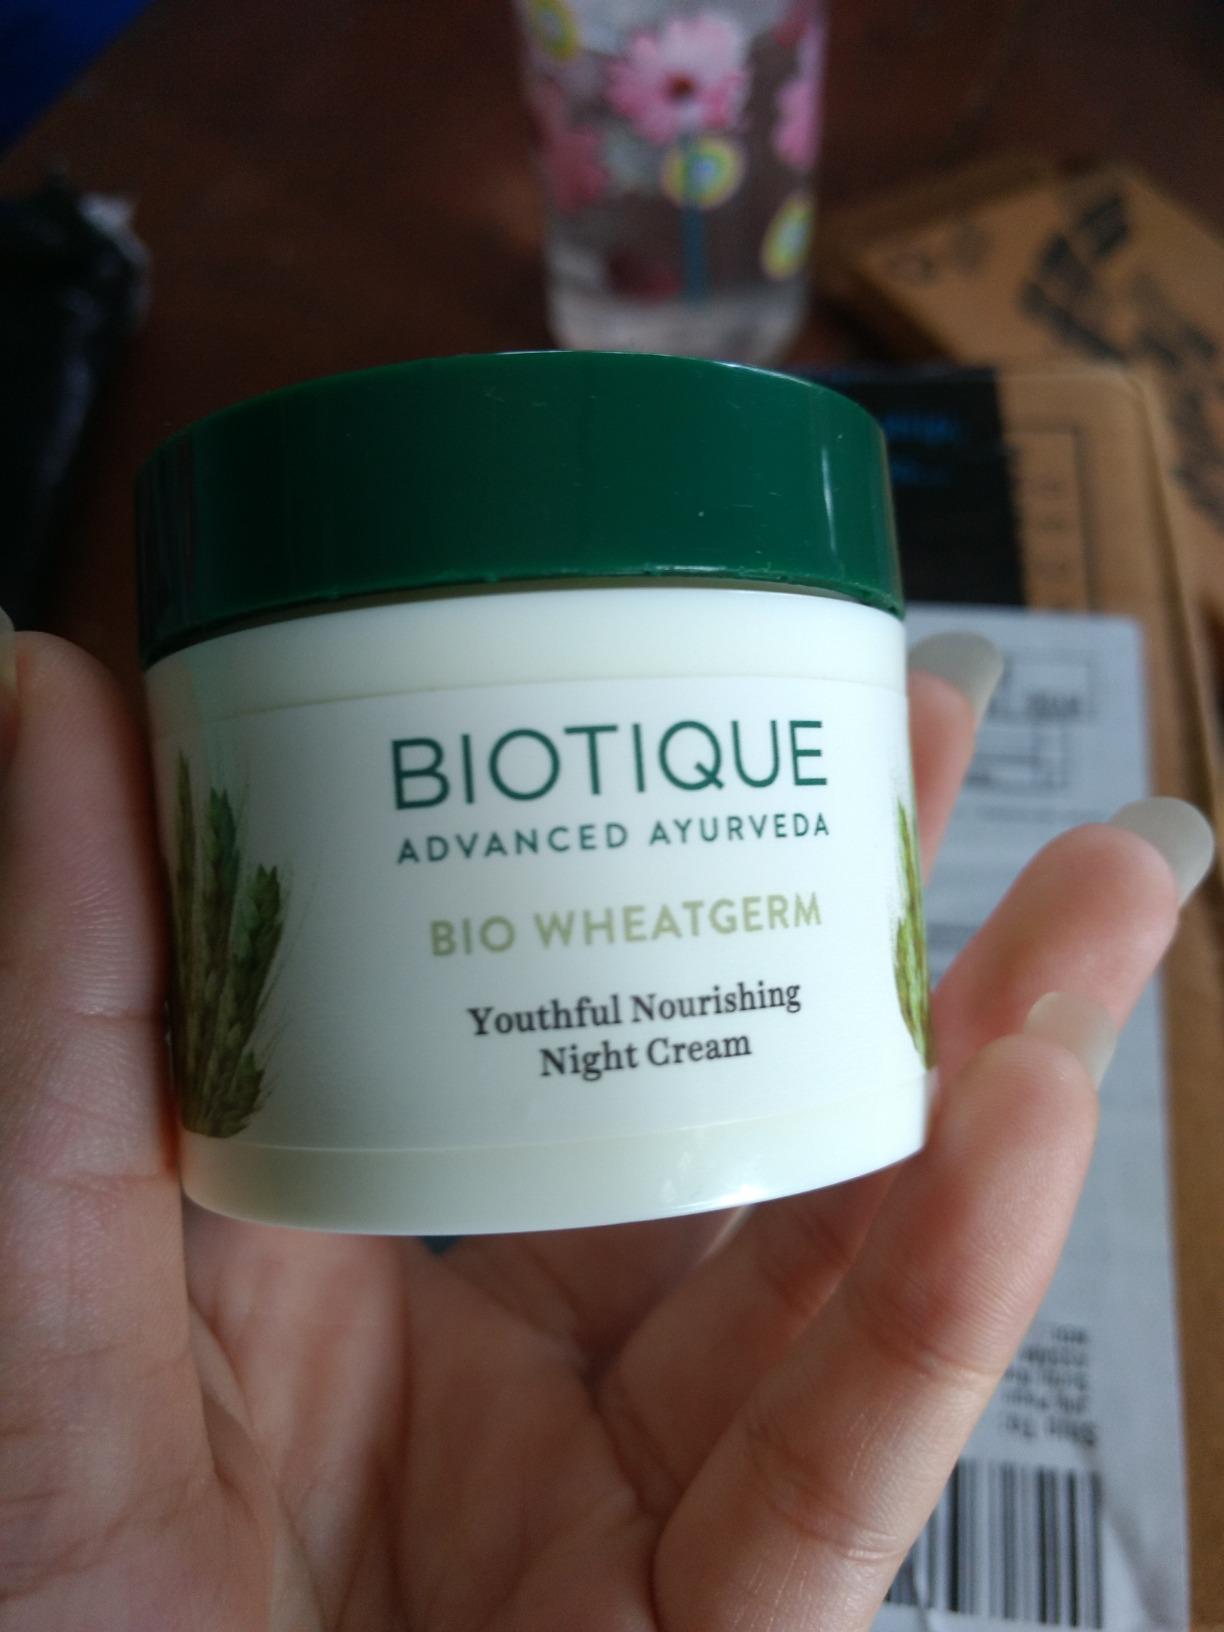 BIOTIQUE
ADVANCED AYURVEDA
BIO WHEATGERM
Youthful Nourishing
Night Cream